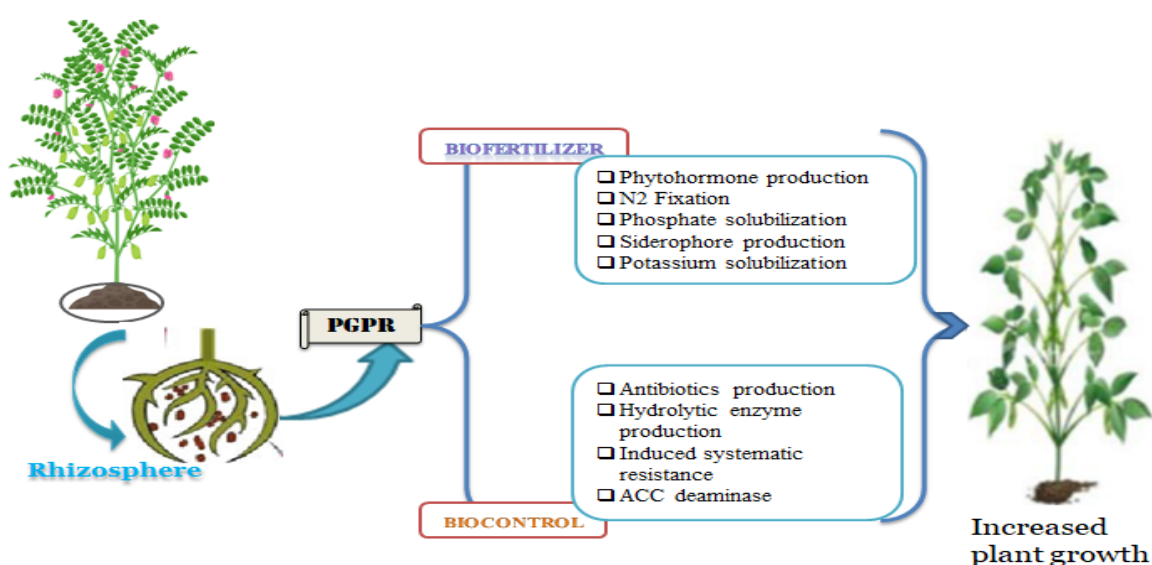 BIOFERTILIZER
❑ Phytohormone production
❑ N2 Fixation
❑ Phosphate solubilization
❑ Siderophore production
❑ Potassium solubilization
PGPR
Rhizosphere
❑ Antibiotics production
❑ Hydrolytic enzyme
production
❑ Induced systematic
resistance
❑ ACC deaminase
BIOCONTROL
Increased
plant growth